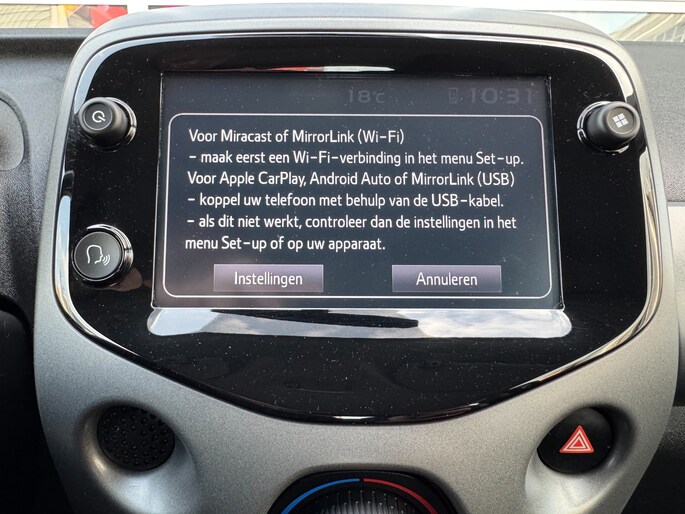 18°C
10:31
Voor Miracast of MirrorLink (Wi-Fi)
- maak eerst een Wi-Fi-verbinding in het menu Set-up.
Voor Apple CarPlay, Android Auto of MirrorLink (USB)
- koppel uw telefoon met behulp van de USB-kabel.
- als dit niet werkt, controleer dan de instellingen in het
menu Set-up of op uw apparaat.
Instellingen
Annuleren